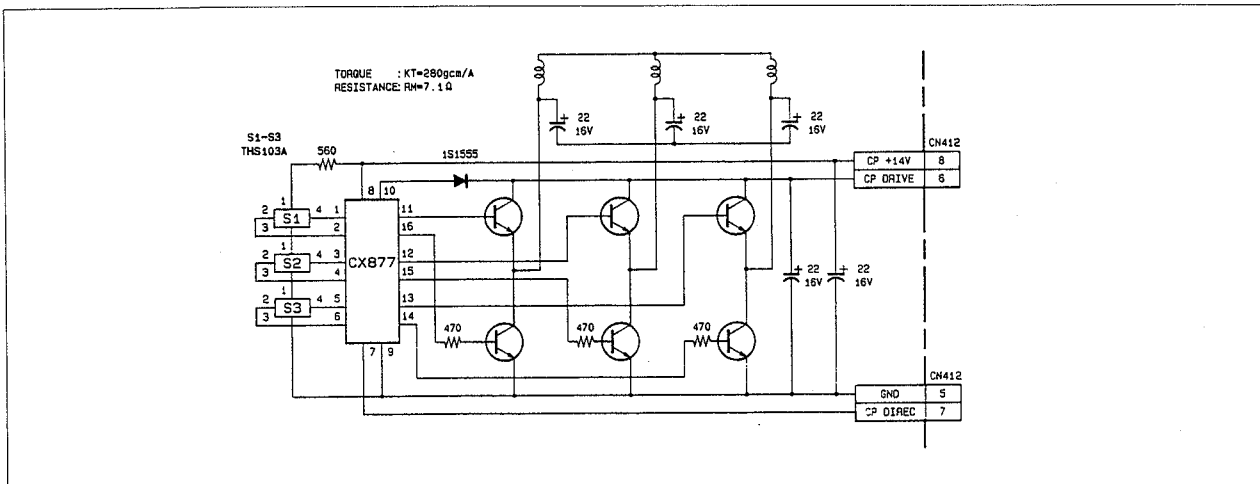 TORQUE : KT=280gcm/A
RESISTANCE: RM=7.1Ω
22
16V
22
16V
22
16V
S1-S3
THS103A
560
1S1555
CN412
CP +14V 8
CP DRIVE 6
8 10
1
2 S1 4 1
3 2
11
16
1
2 S2 4 3
3 4
CX877
12
15
1
2 S3 4 5
3 6
13
14
22
16V
22
16V
470
470
470
7 9
CN412
GND 5
CP DIREC 7